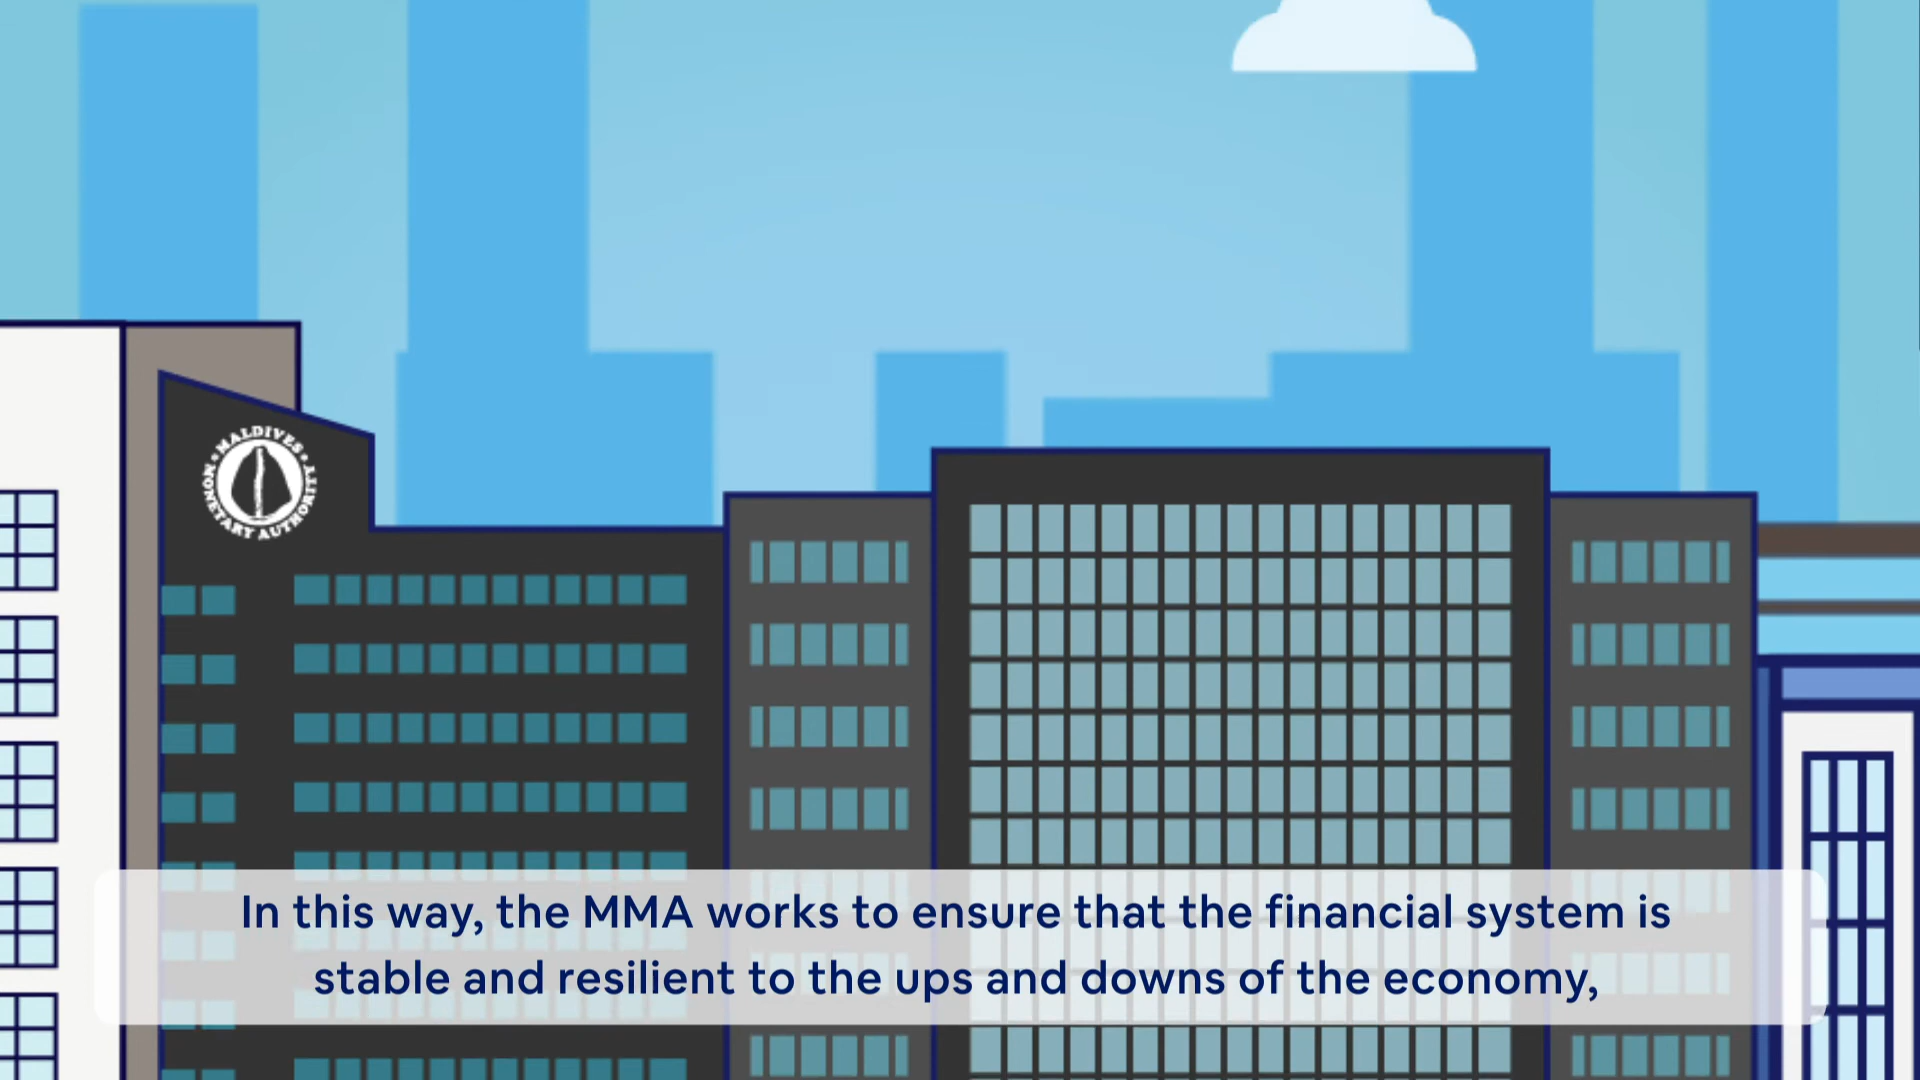 MALDIVES
MONETARY AUTHORITY
In this way, the MMA works to ensure that the financial system is
stable and resilient to the ups and downs of the economy,